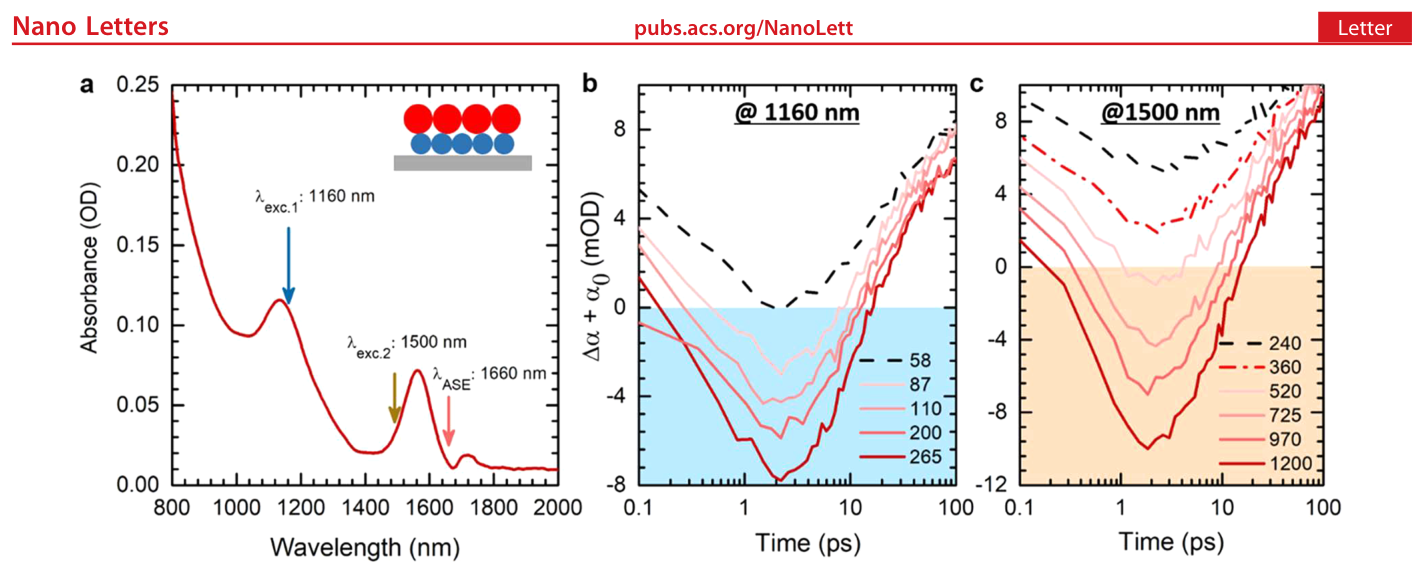 Nano Letters
pubs.acs.org/NanoLett
Letter
a
0.25
0.20
0.15
0.10
0.05
0.00
Absorbance (OD)
λexc.1: 1160 nm
λexc.2: 1500 nm
λASE: 1660 nm
800 1000 1200 1400 1600 1800 2000
Wavelength (nm)
b
@ 1160 nm
8
4
0
-4
-8
Δα + α0 (mOD)
58
87
110
200
265
0.1 1 10 100
Time (ps)
c
@1500 nm
8
4
0
-4
-8
-12
240
360
520
725
970
1200
0.1 1 10 100
Time (ps)